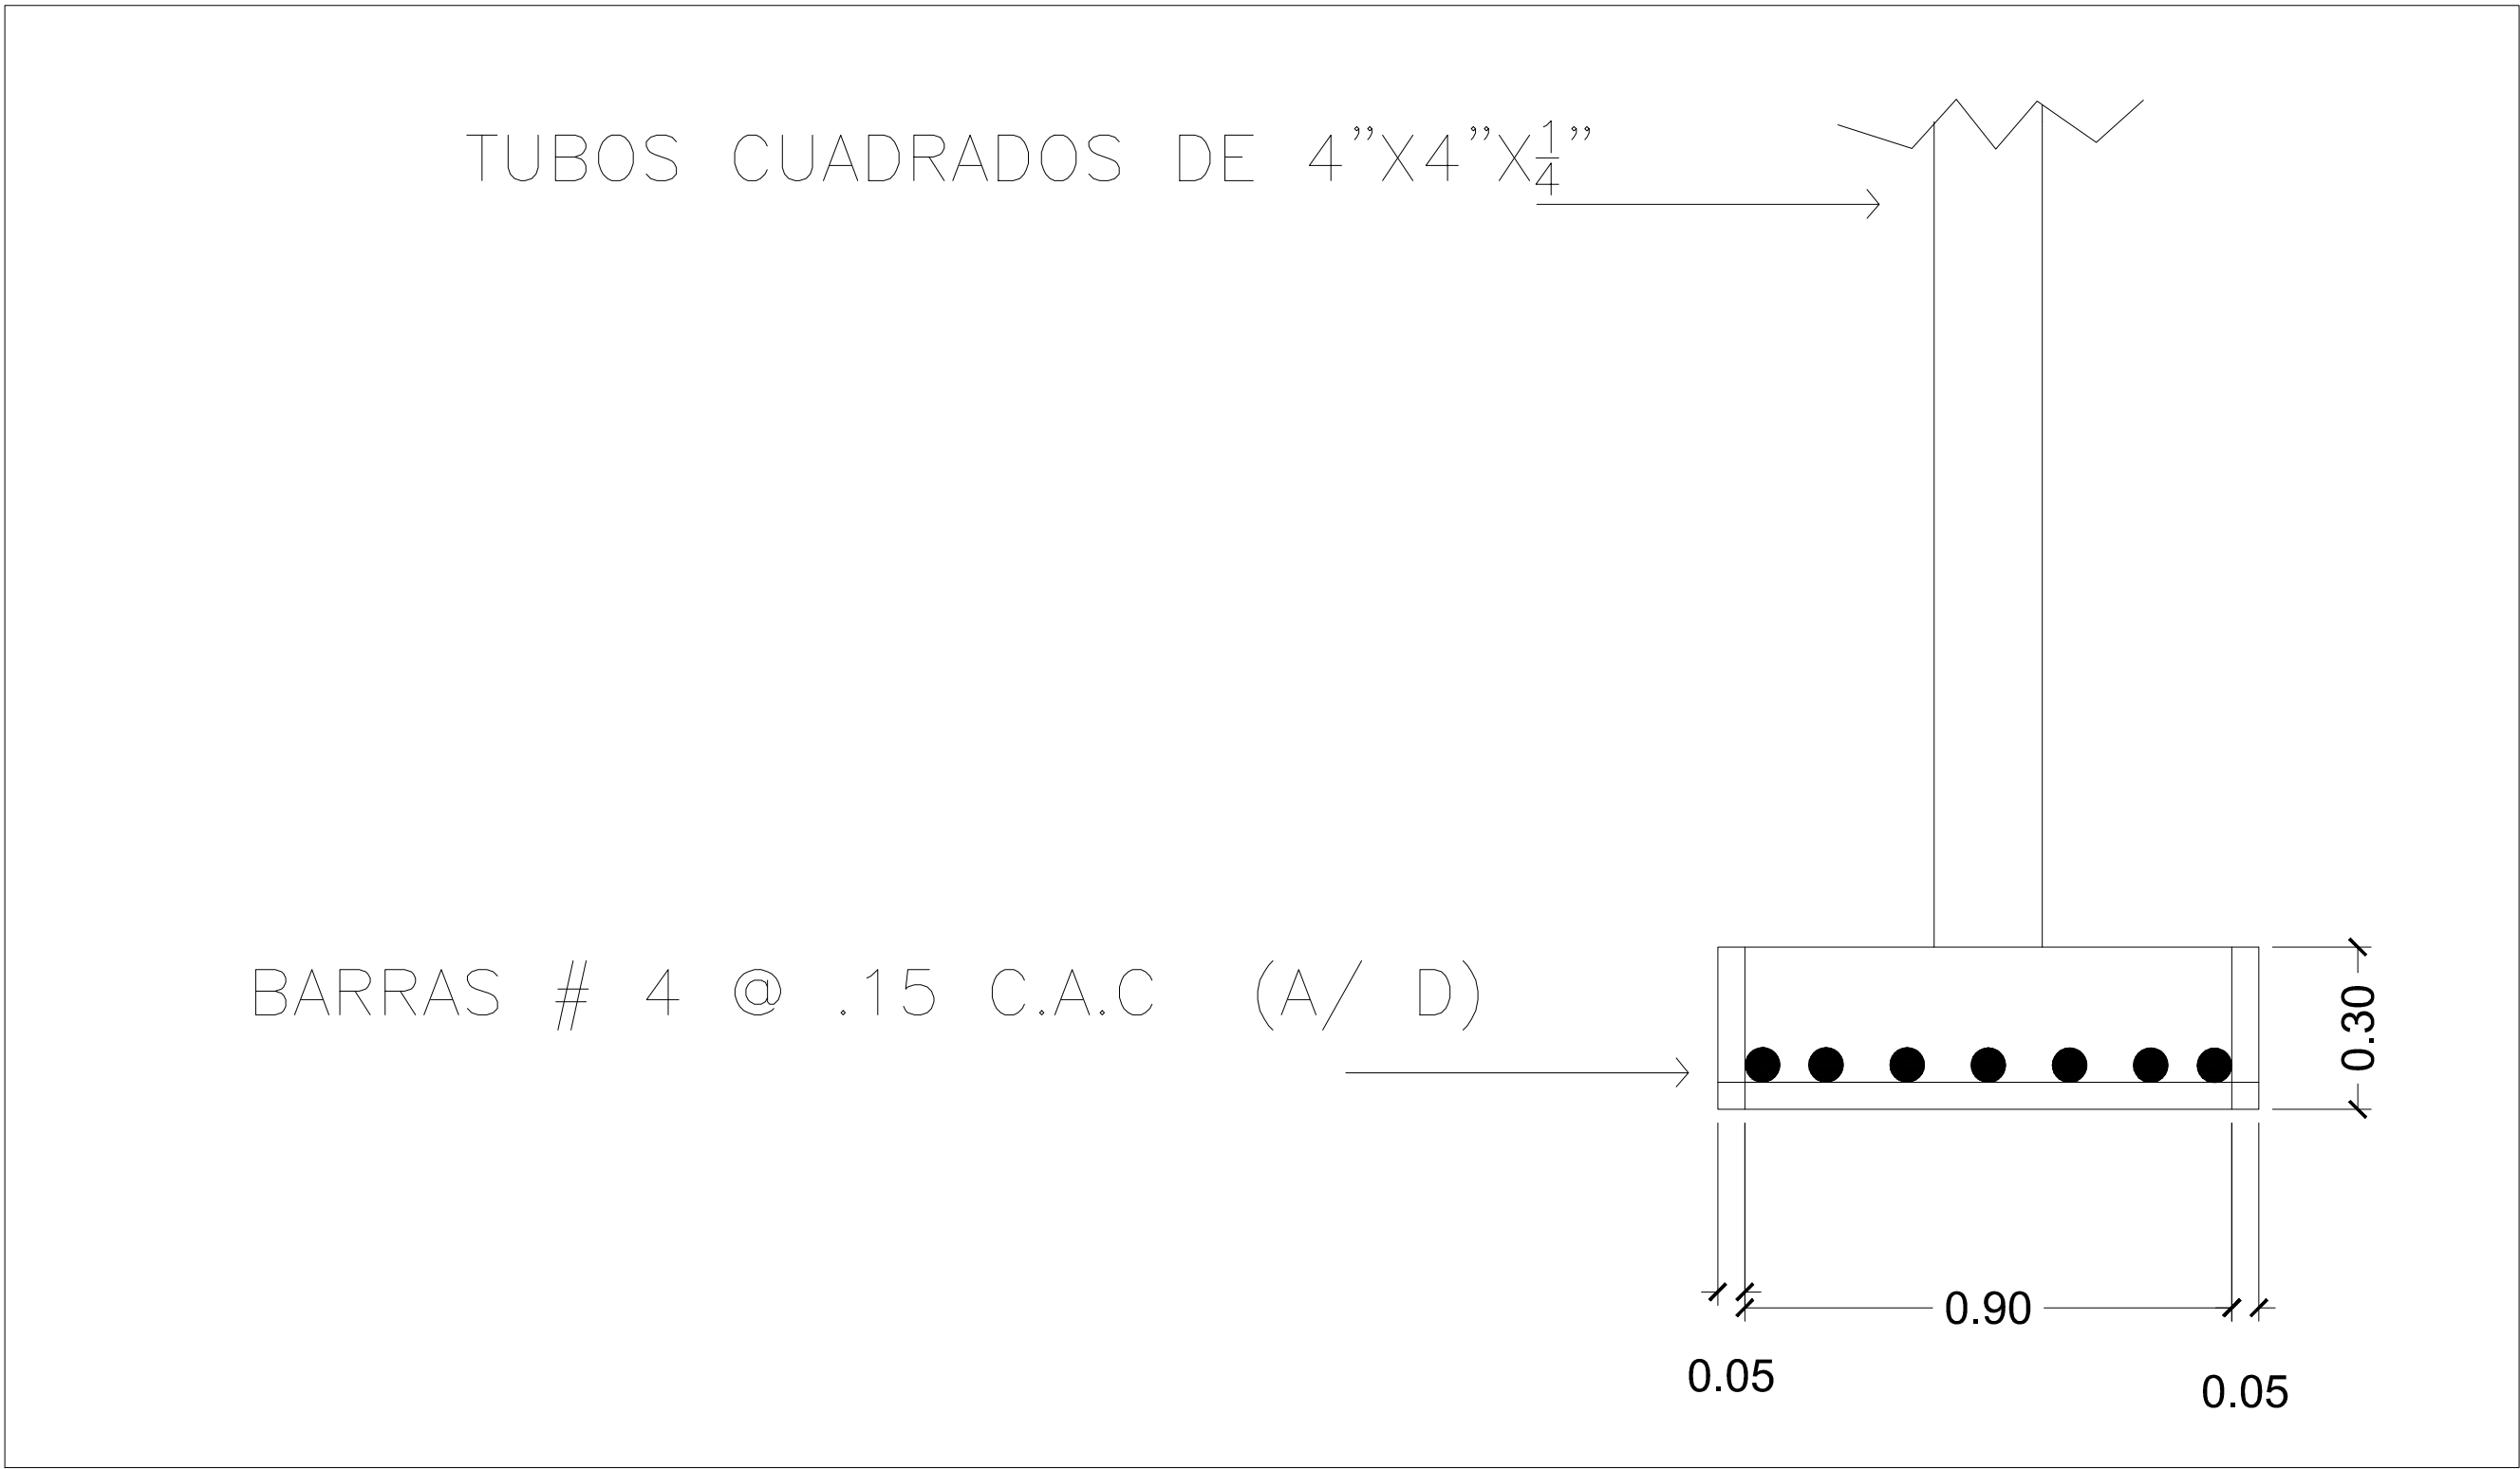 TUBOS CUADRADOS DE 4"X4"X1/4"
BARRAS # 4 @ .15 C.A.C (A/ D)
0.30
0.90
0.05
0.05